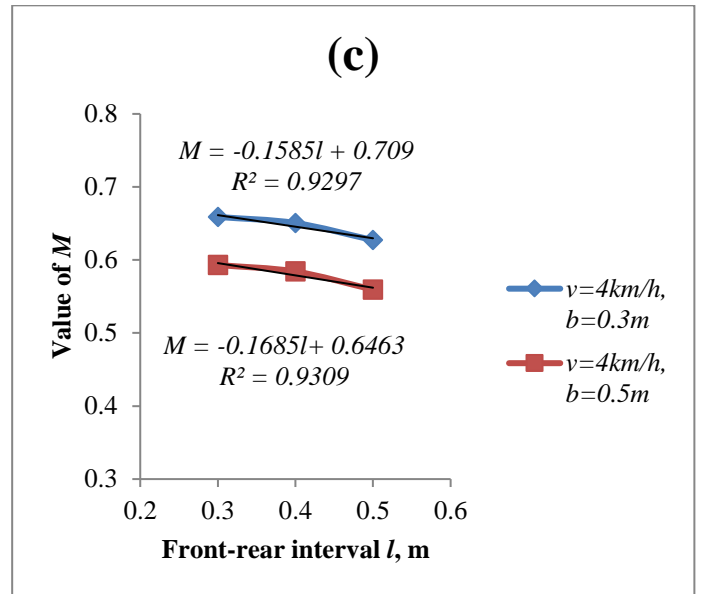 (c)
0.8
0.7
0.6
0.5
0.4
0.3
Value of M
M = -0.1585l + 0.709
R² = 0.9297
M = -0.1685l+ 0.6463
R² = 0.9309
0.2 0.3 0.4 0.5 0.6
Front-rear interval l, m
v=4km/h,
b=0.3m
v=4km/h,
b=0.5m